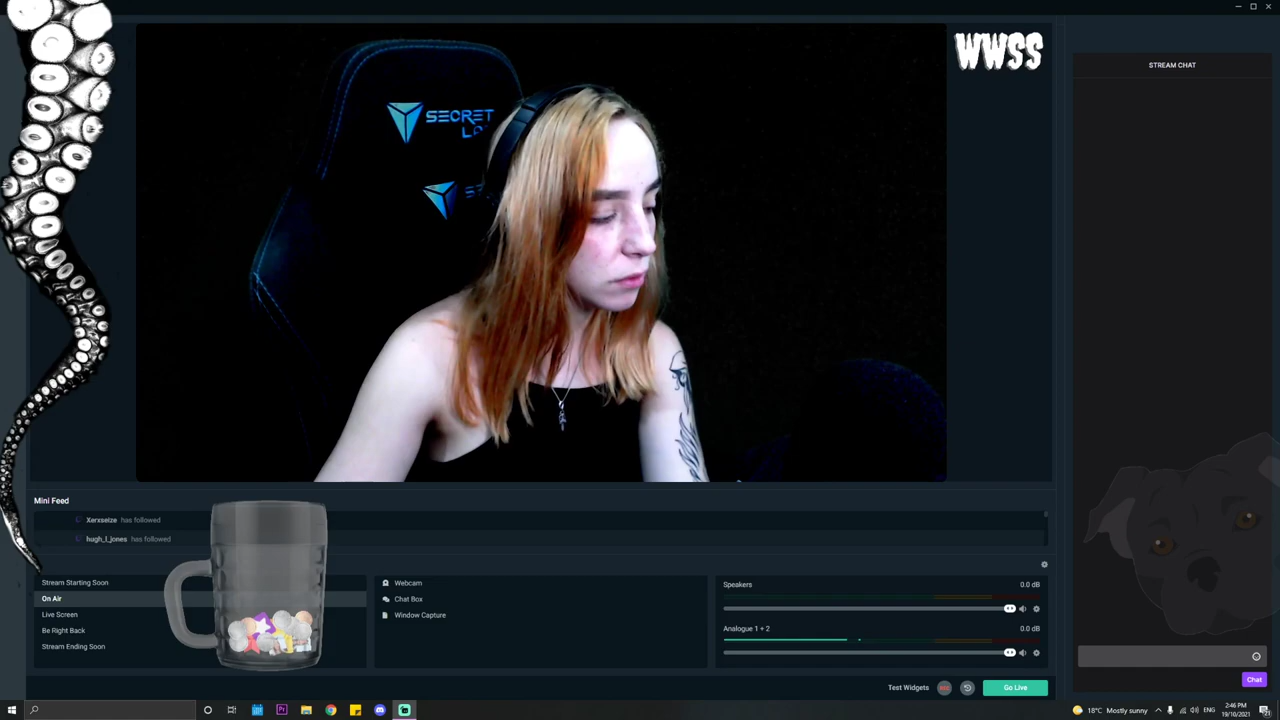 WWSS
STREAM CHAT
SECRET
LA
Mini Feed
Xerxseize has followed
hugh_l_jones has followed
Stream Starting Soon
On Air
Live Screen
Be Right Back
Stream Ending Soon
Webcam
Chat Box
Window Capture
Speakers
0.0 dB
Analogue 1 + 2
0.0 dB
Test Widgets
REC
Go Live
Chat
18°C Mostly sunny
ENG
2:46 PM
19/10/2021